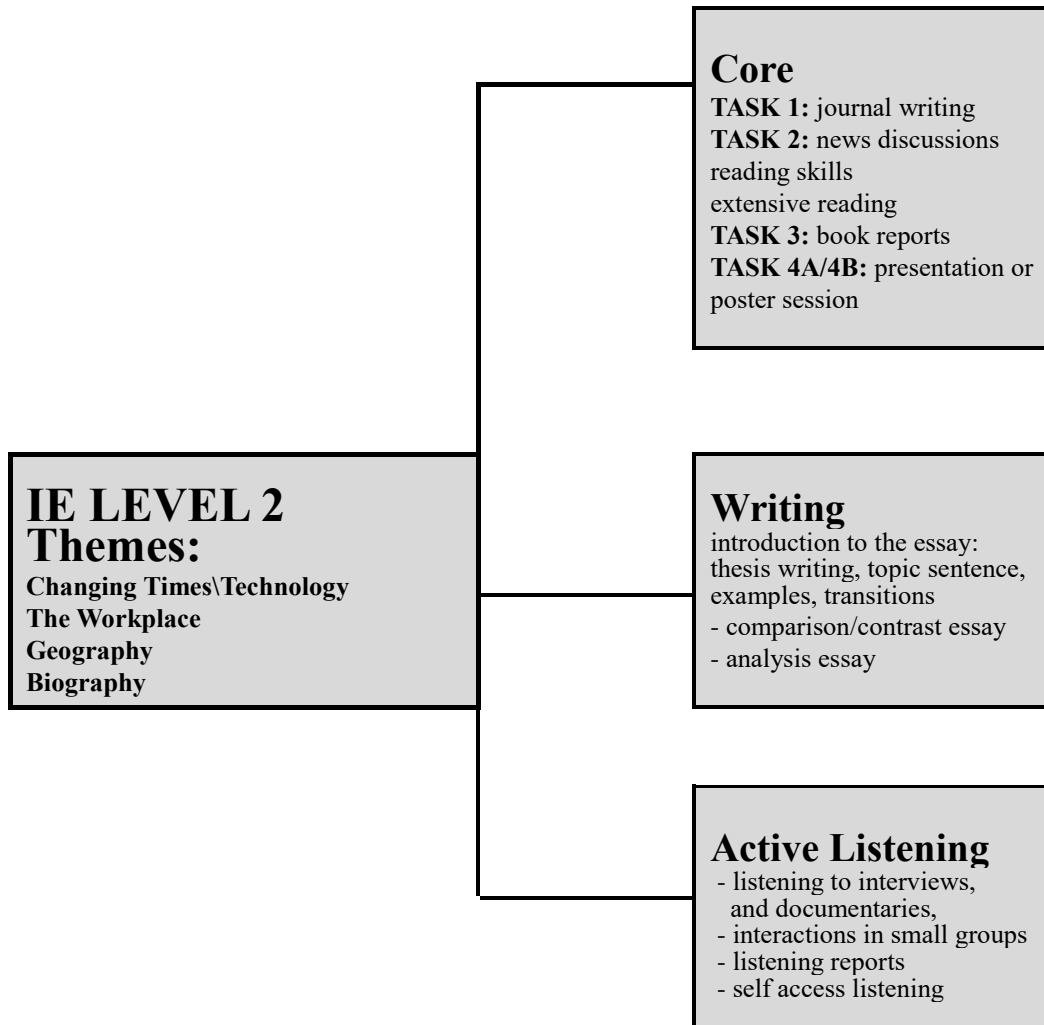 Core
TASK 1: journal writing
TASK 2: news discussions
reading skills
extensive reading
TASK 3: book reports
TASK 4A/4B: presentation or
poster session
IE LEVEL 2
Themes:
Changing Times\Technology
The Workplace
Geography
Biography
Writing
introduction to the essay:
thesis writing, topic sentence,
examples, transitions
- comparison/contrast essay
- analysis essay
Active Listening
- listening to interviews,
and documentaries,
- interactions in small groups
- listening reports
- self access listening